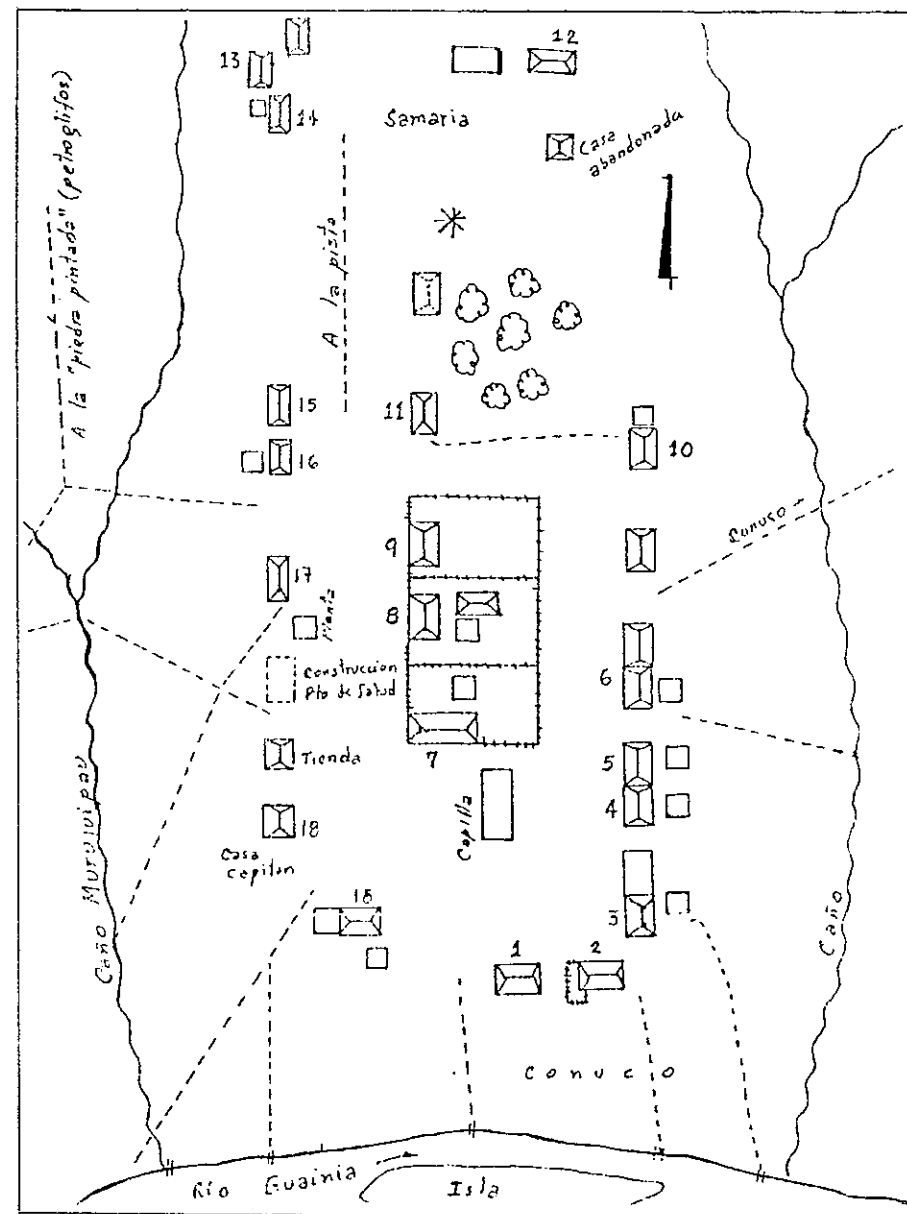 12
13
14
Samaria
Casa
abandonada
A la "piedra pintada" (petroglifos)
A la pista
15
11
16
10
Conuco
9
17
8
Planta
6
Construccion
Pto de Salud
Tienda
7
5
4
18
Capilla
Casa
Capitan
Caño
18
3
1
2
Conuco
Río Guainia
Isla